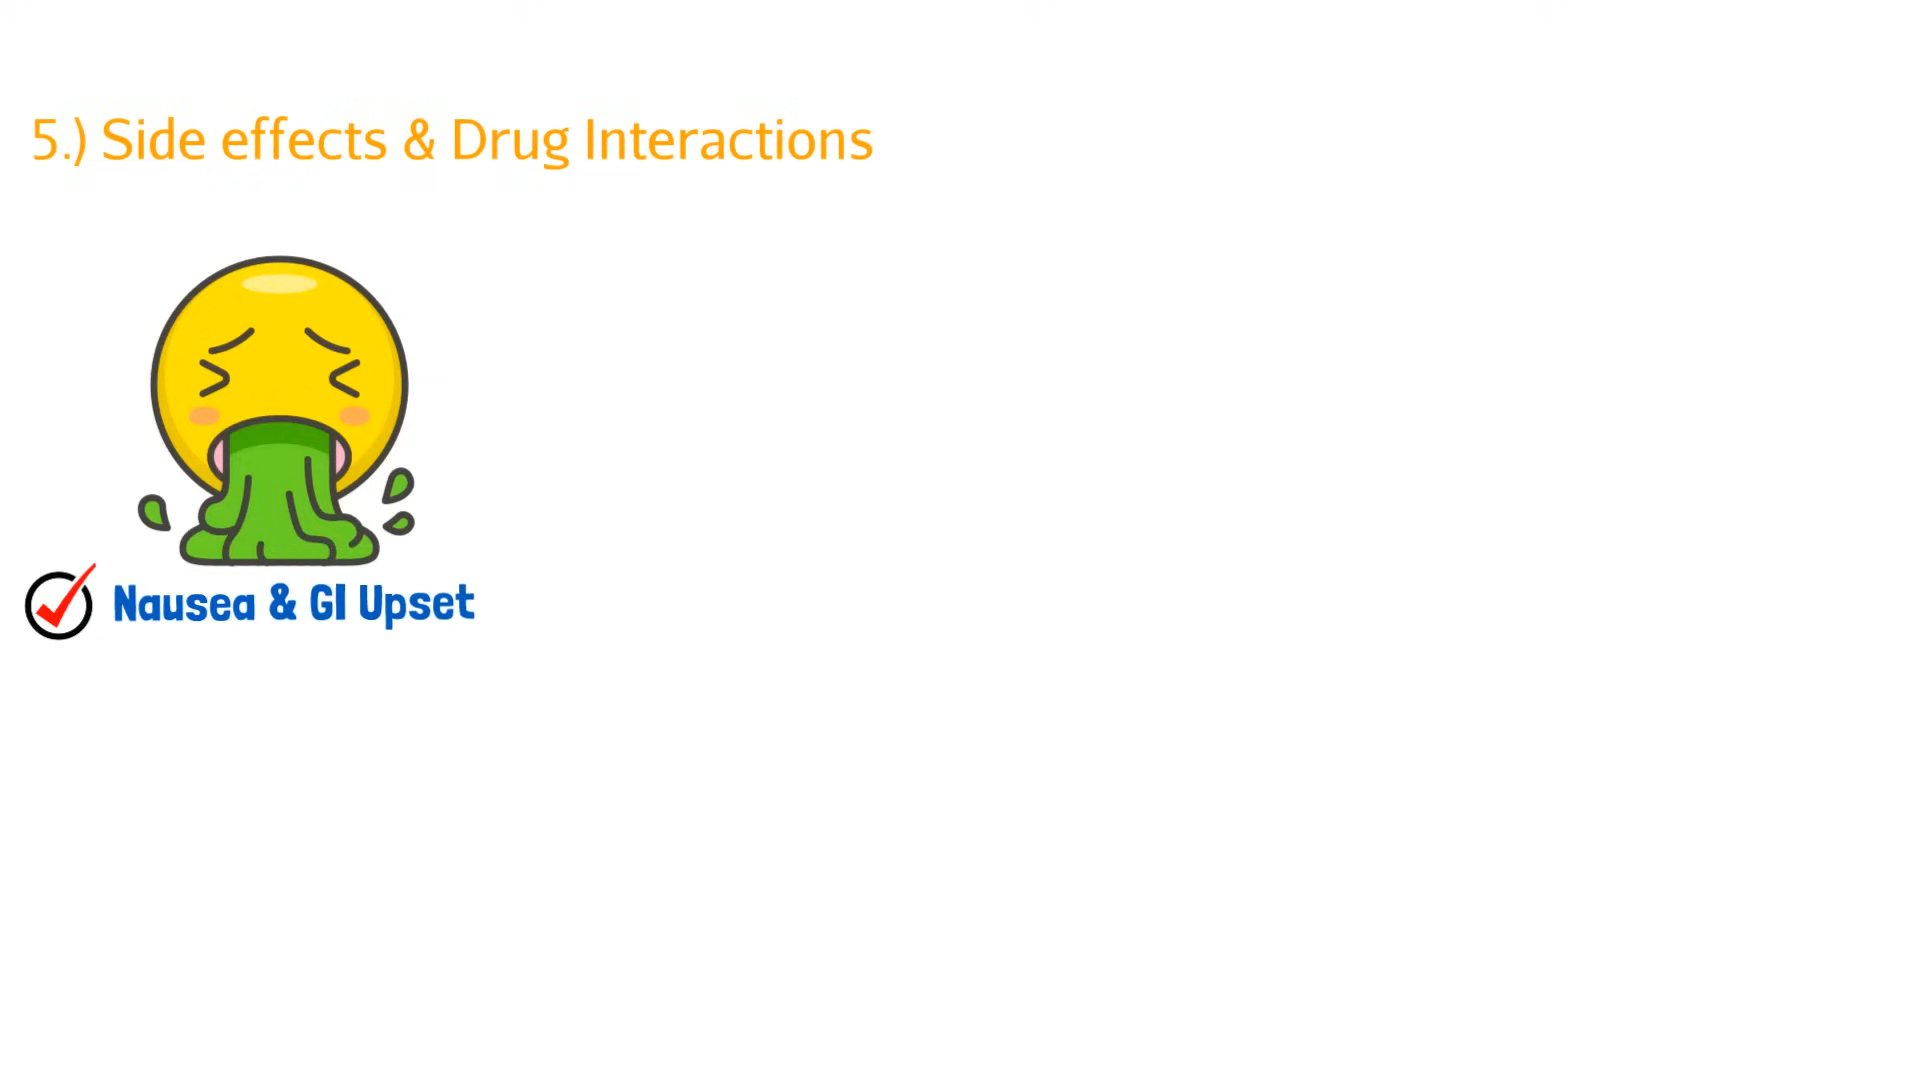 5.) Side effects & Drug Interactions
Nausea & GI Upset